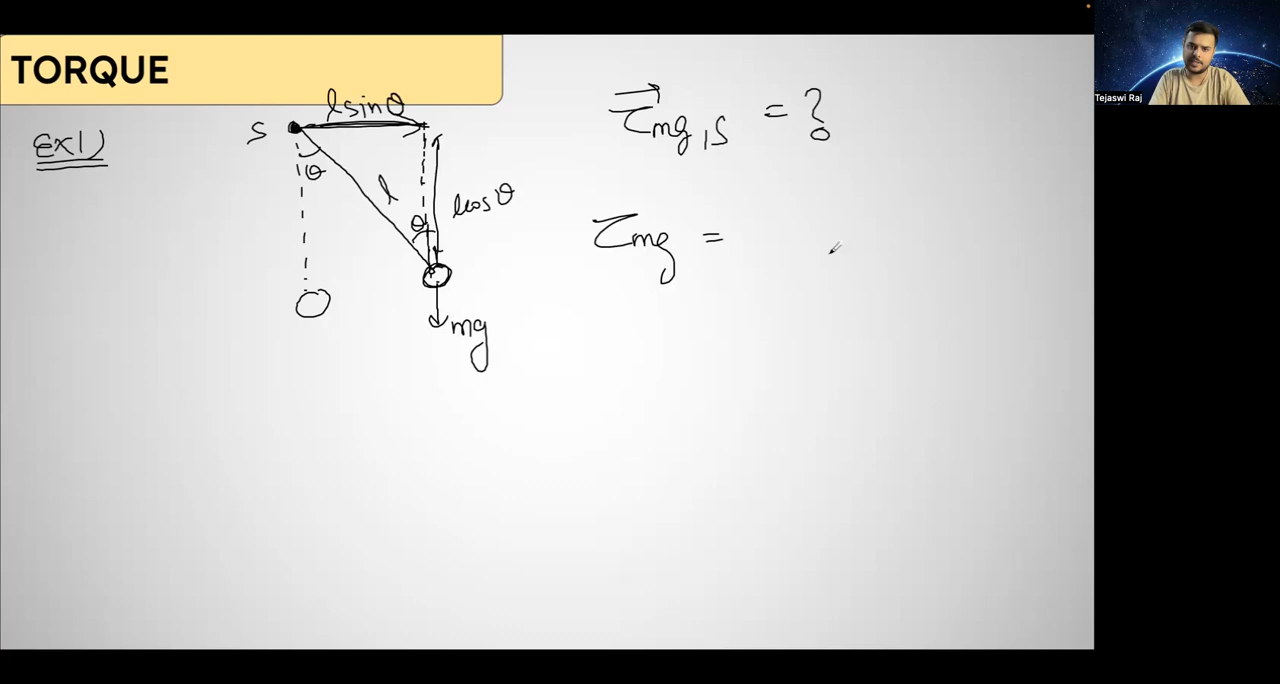 TORQUE
Tejaswi Raj
Ex1)
S
lsinθ
θ
l
θ
lcosθ
mg
τ⃗mg,S = ?
τmg =